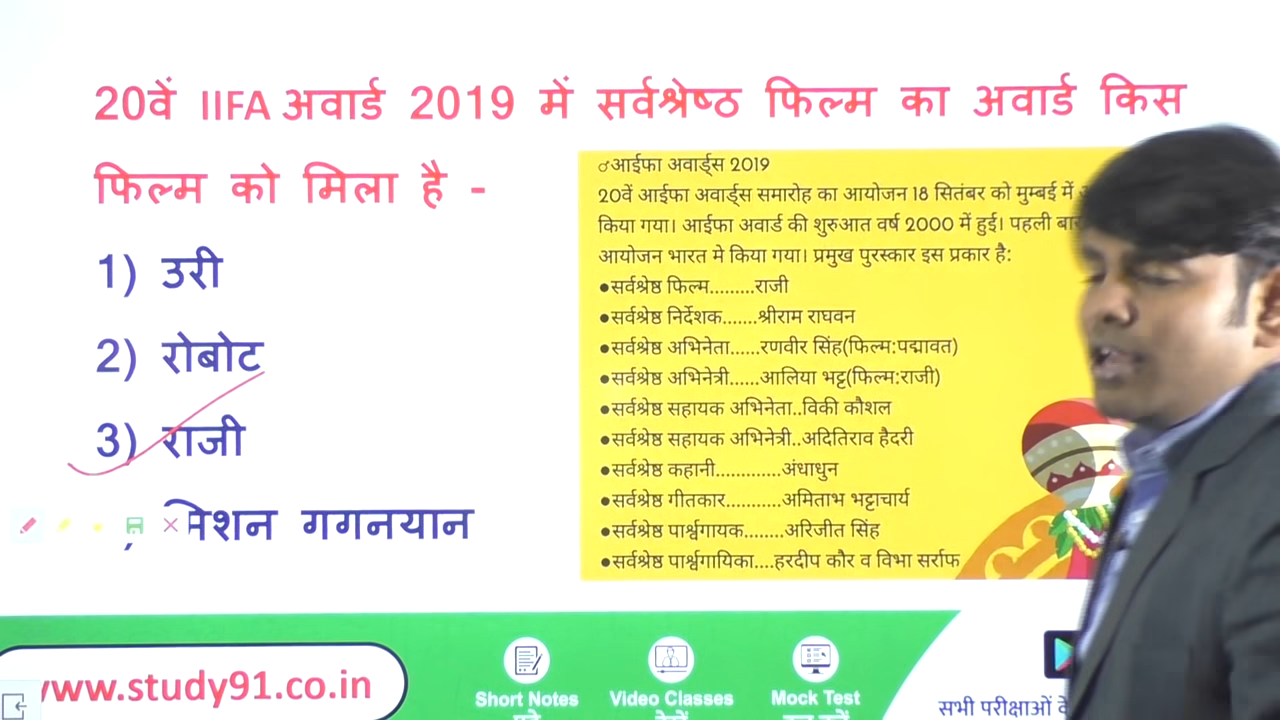 20वें IIFA अवार्ड 2019 में सर्वश्रेष्ठ फिल्म का अवार्ड किस
फिल्म को मिला है -
1) उरी
2) रोबोट
3) राजी
मिशन गगनयान
♂आईफा अवार्ड्स 2019
20वें आईफा अवार्ड्स समारोह का आयोजन 18 सितंबर को मुम्बई में
किया गया। आईफा अवार्ड की शुरुआत वर्ष 2000 में हुई। पहली बार
आयोजन भारत मे किया गया। प्रमुख पुरस्कार इस प्रकार है:
●सर्वश्रेष्ठ फिल्म.........राजी
●सर्वश्रेष्ठ निर्देशक.......श्रीराम राघवन
●सर्वश्रेष्ठ अभिनेता......रणवीर सिंह(फिल्म:पद्मावत)
●सर्वश्रेष्ठ अभिनेत्री......आलिया भट्ट(फिल्म:राजी)
●सर्वश्रेष्ठ सहायक अभिनेता..विकी कौशल
●सर्वश्रेष्ठ सहायक अभिनेत्री..अदितिराव हैदरी
●सर्वश्रेष्ठ कहानी.............अंधाधुन
●सर्वश्रेष्ठ गीतकार...........अमिताभ भट्टाचार्य
●सर्वश्रेष्ठ पार्श्वगायक........अरिजीत सिंह
●सर्वश्रेष्ठ पार्श्वगायिका....हरदीप कौर व विभा सर्राफ
www.study91.co.in
Short Notes
Video Classes
Mock Test
सभी परीक्षाओं के